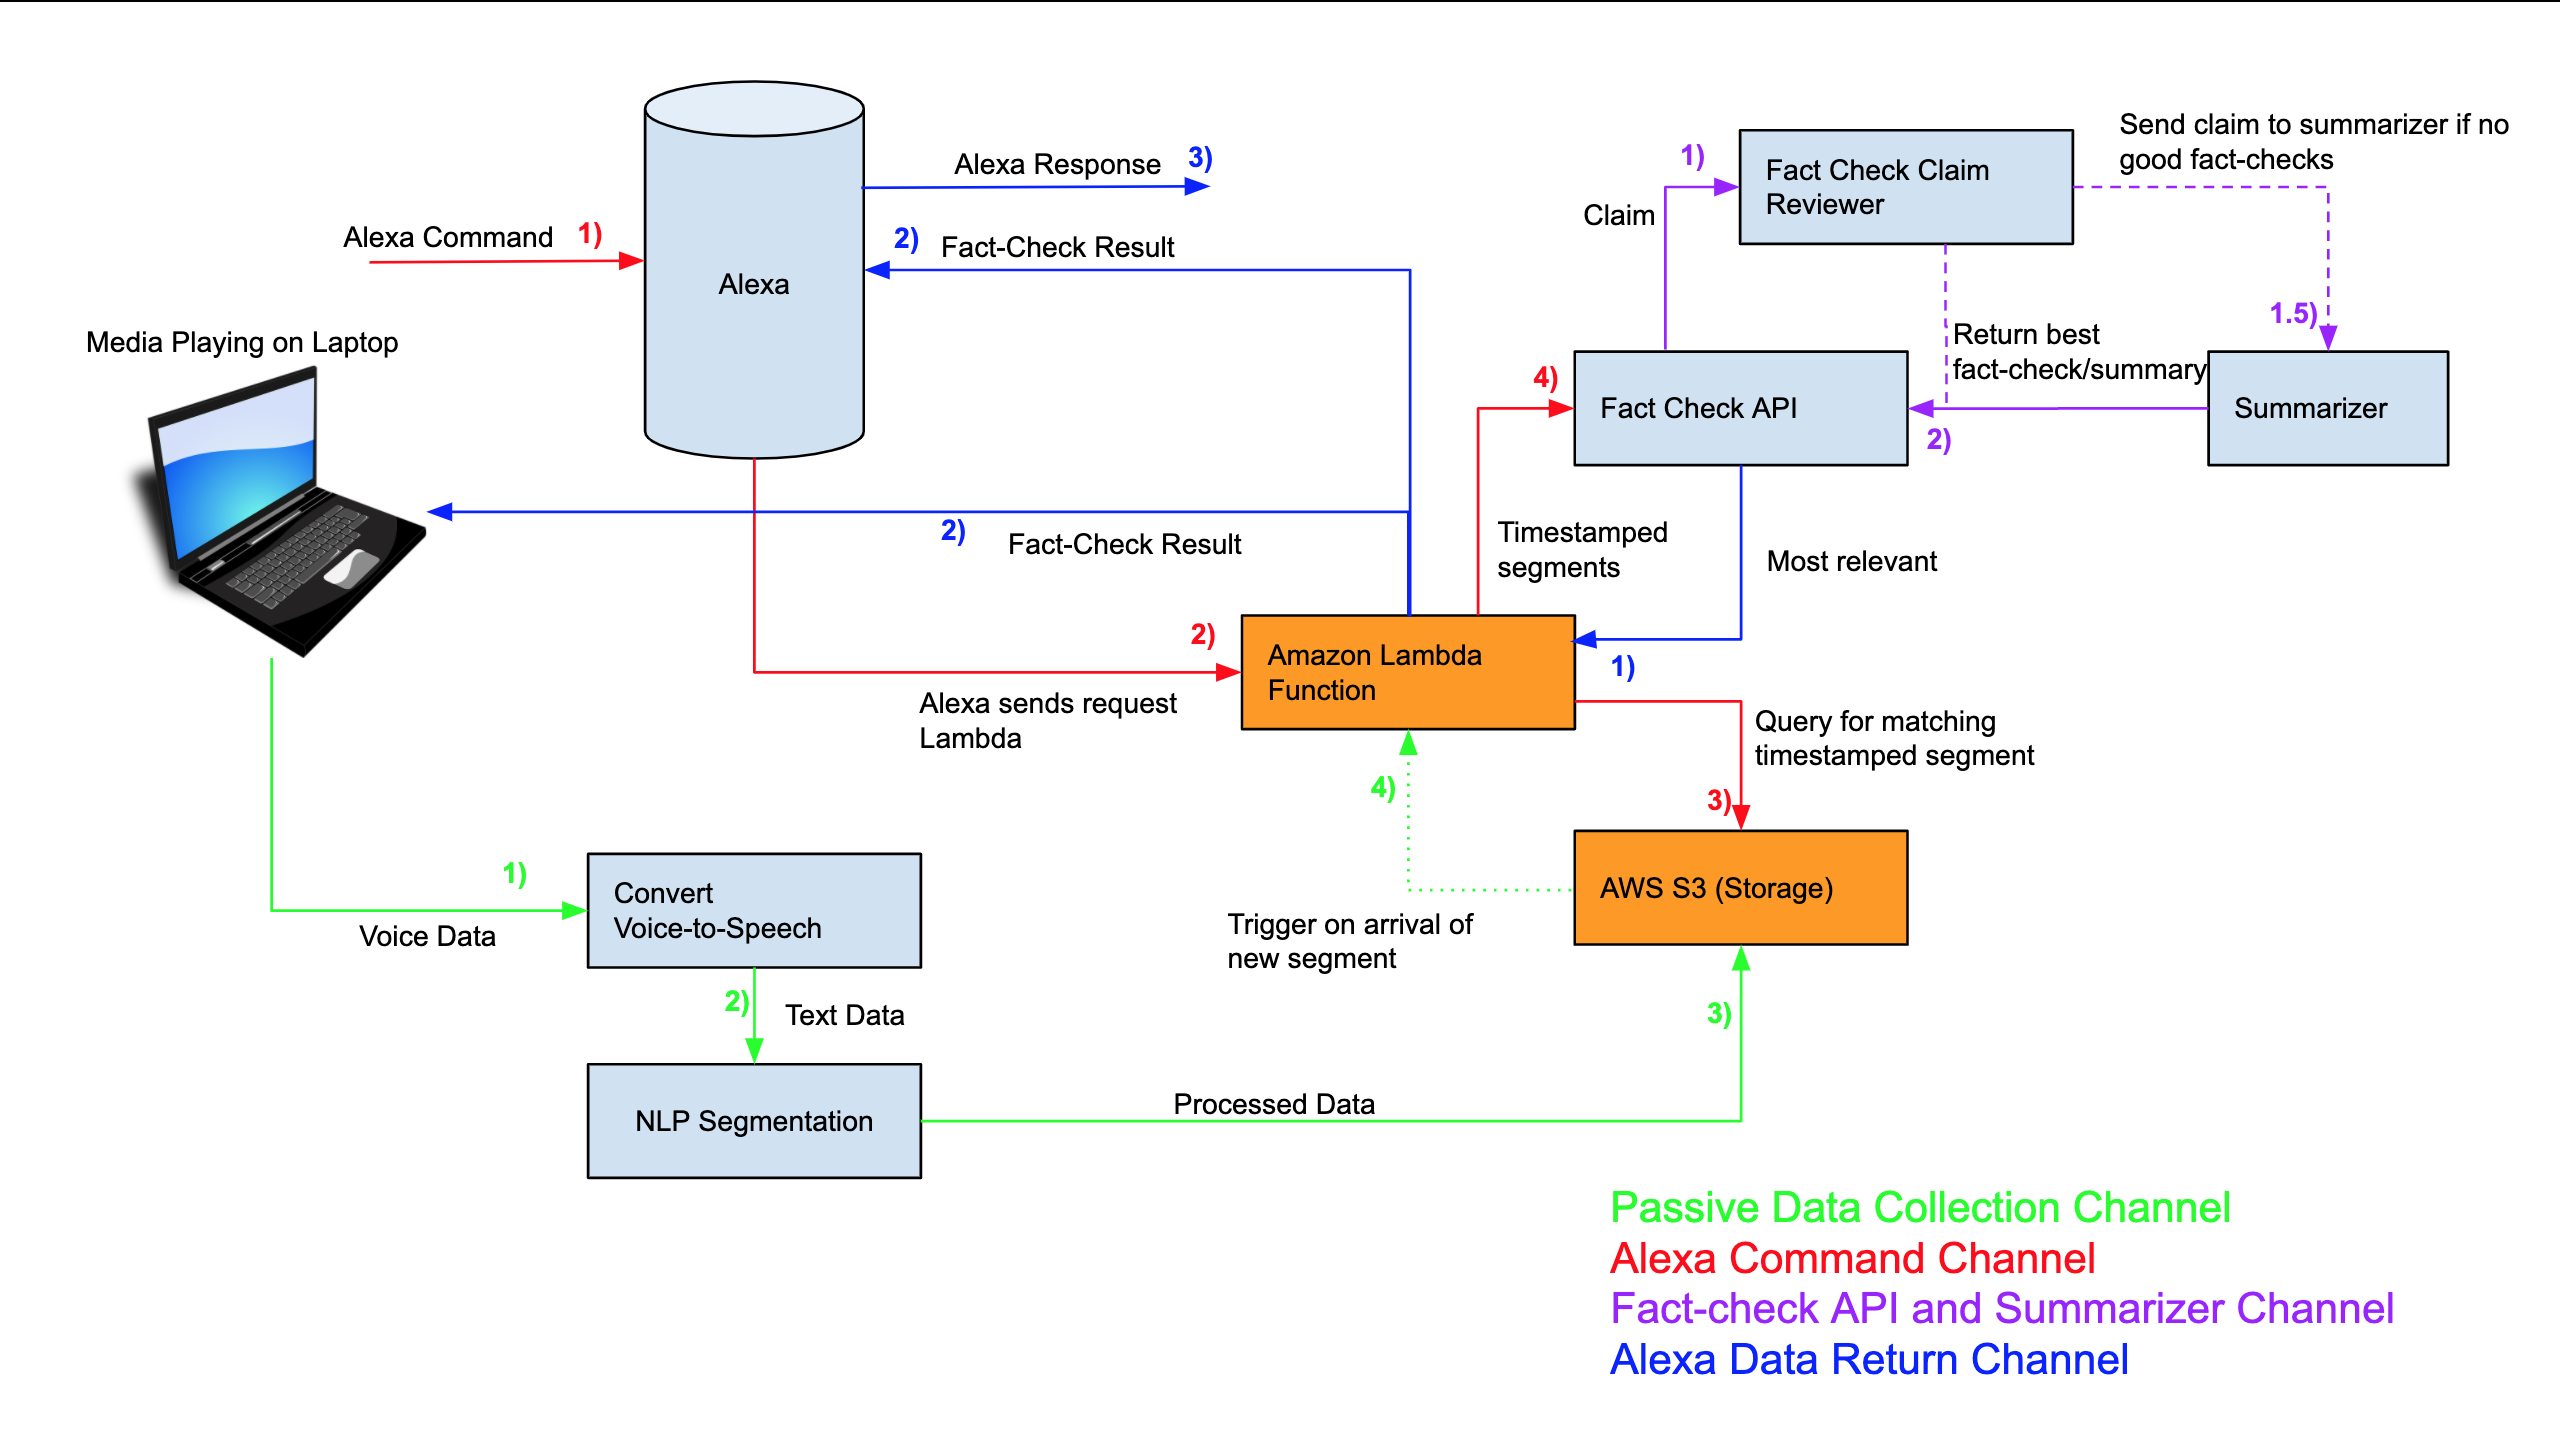 Send claim to summarizer if no
good fact-checks
1)
Fact Check Claim
Reviewer
Alexa Response
3)
Claim
Alexa Command
1)
2)
Fact-Check Result
Alexa
1.5)
Media Playing on Laptop
Return best
fact-check/summary
4)
Fact Check API
Summarizer
2)
2)
Fact-Check Result
Timestamped
segments
Most relevant
2)
Amazon Lambda
Function
1)
Alexa sends request
Lambda
Query for matching
timestamped segment
4)
3)
1)
Convert
Voice-to-Speech
AWS S3 (Storage)
Voice Data
Trigger on arrival of
new segment
2)
Text Data
3)
Processed Data
NLP Segmentation
Passive Data Collection Channel
Alexa Command Channel
Fact-check API and Summarizer Channel
Alexa Data Return Channel